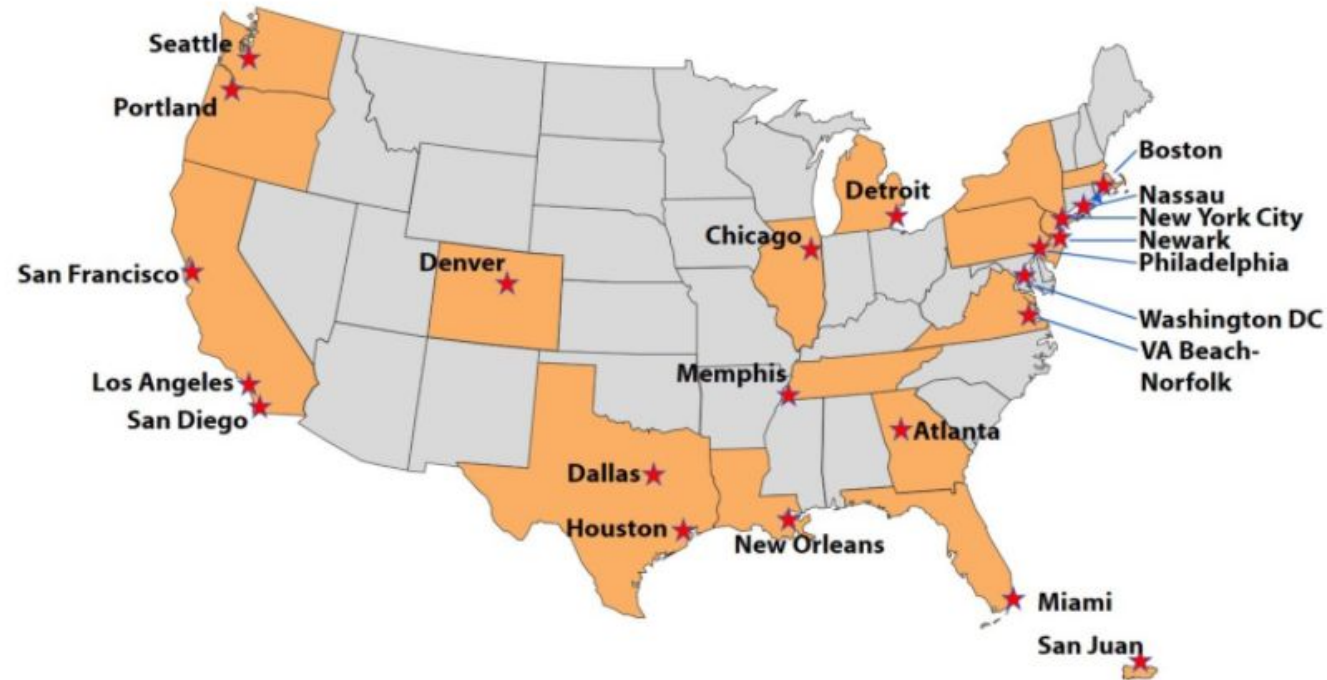 Seattle
Portland
Boston
Nassau
Detroit
New York City
Chicago
Newark
Denver
Philadelphia
San Francisco
Washington DC
VA Beach-
Norfolk
Memphis
Los Angeles
San Diego
Atlanta
Dallas
Houston
New Orleans
Miami
San Juan